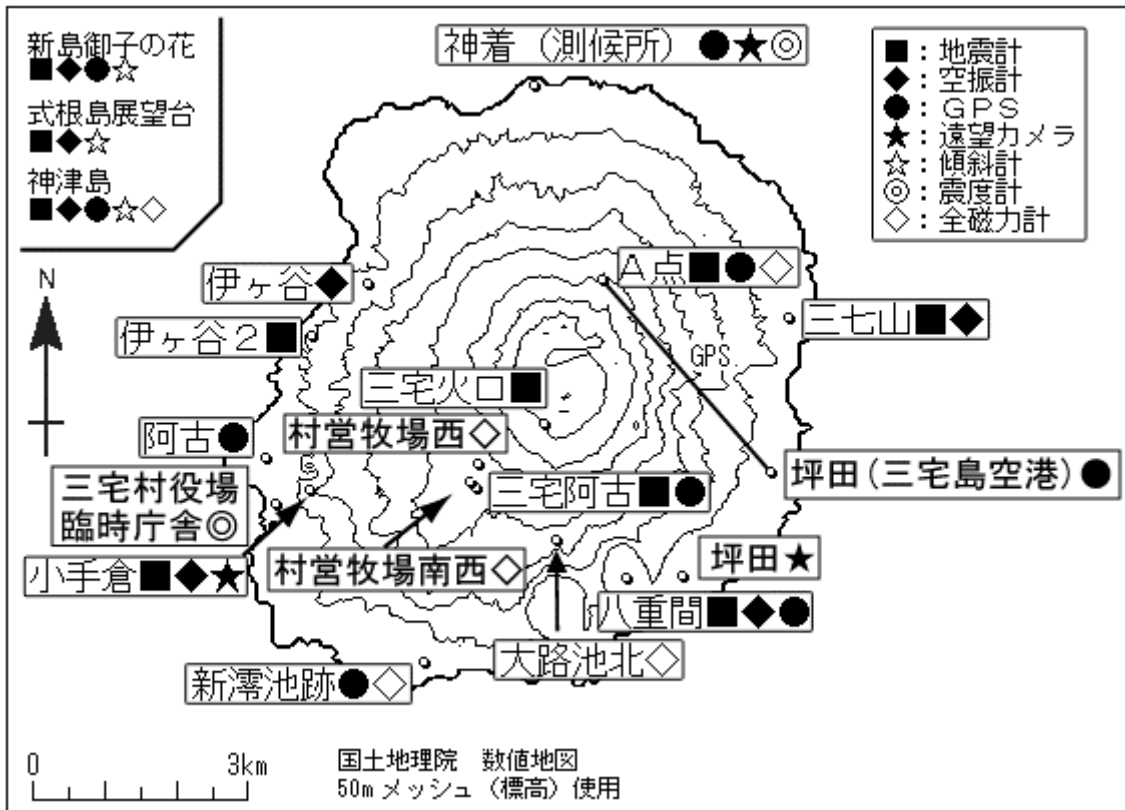 新島御子の花
■◆●☆
式根島展望台
■◆☆
神津島
■◆●☆◇
神着（測候所）●★◎
■：地震計
◆：空振計
●：ＧＰＳ
★：遠望カメラ
☆：傾斜計
◎：震度計
◇：全磁力計
N
伊ヶ谷◆
伊ヶ谷２■
Ａ点■●◇
三七山■◆
GPS
三宅火口■
村営牧場西◇
阿古●
三宅村役場
臨時庁舎◎
三宅阿古■●
坪田(三宅島空港)●
小手倉■◆★
村営牧場南西◇
坪田★
八重間■◆●
大路池北◇
新澪池跡●◇
0 3km
国土地理院 数値地図
50mメッシュ（標高）使用